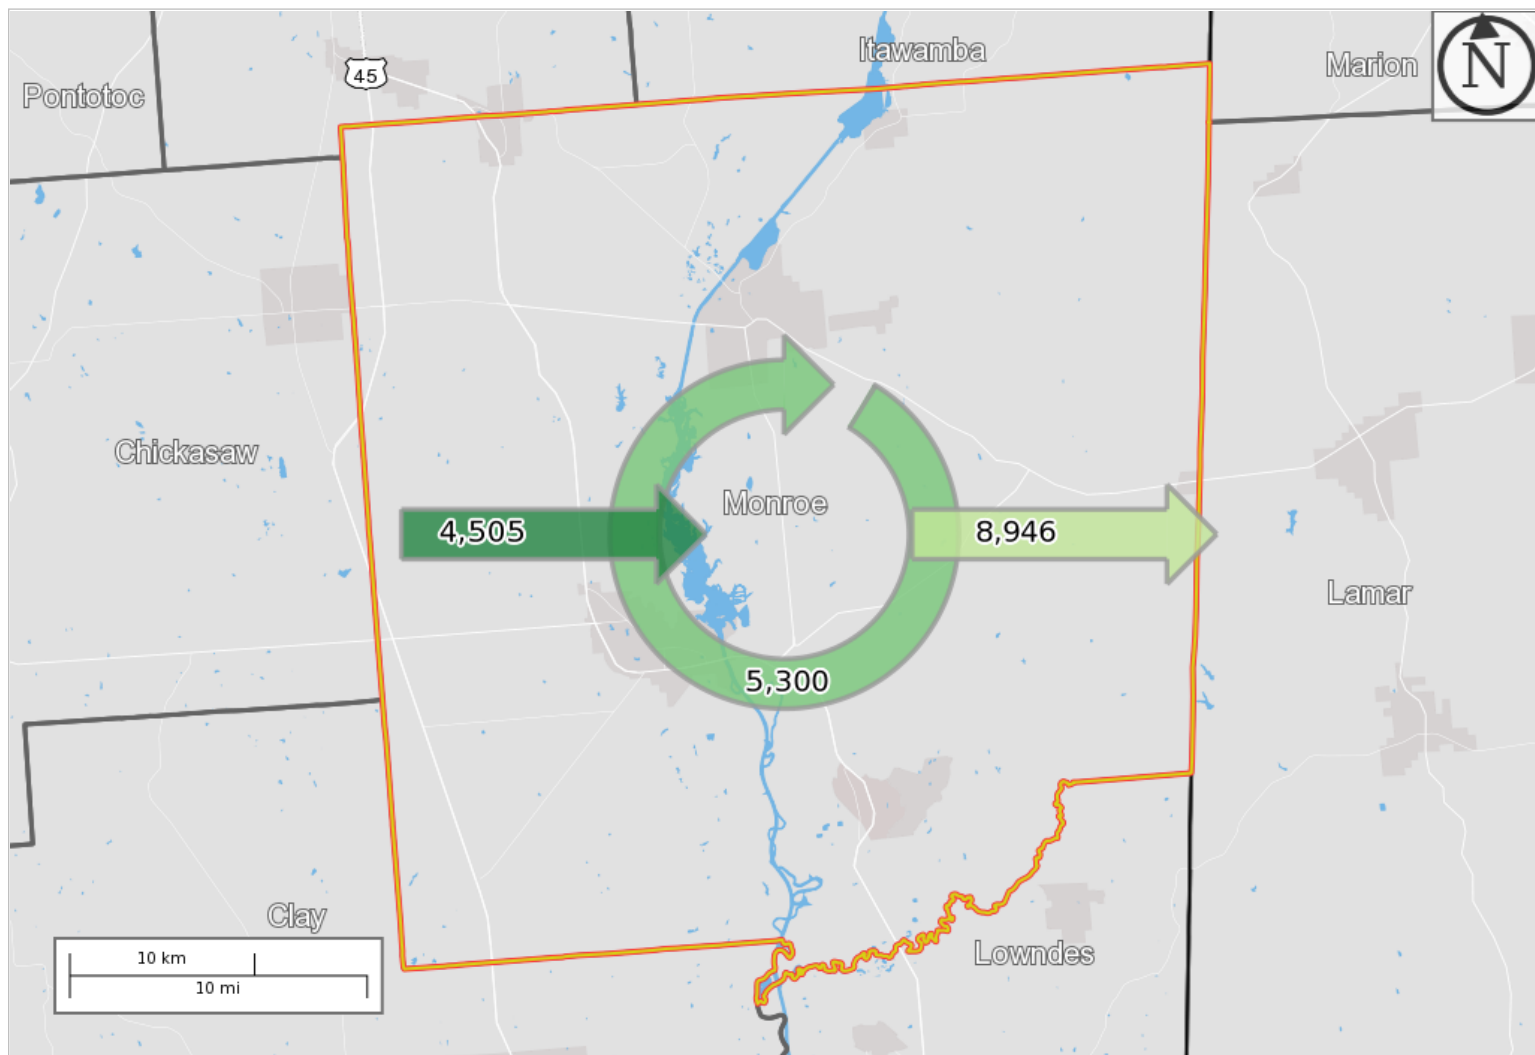 Itawamba
Marion
N
45
Pontotoc
Chickasaw
Monroe
4,505
8,946
Lamar
5,300
Clay
Lowndes
10 km
10 mi